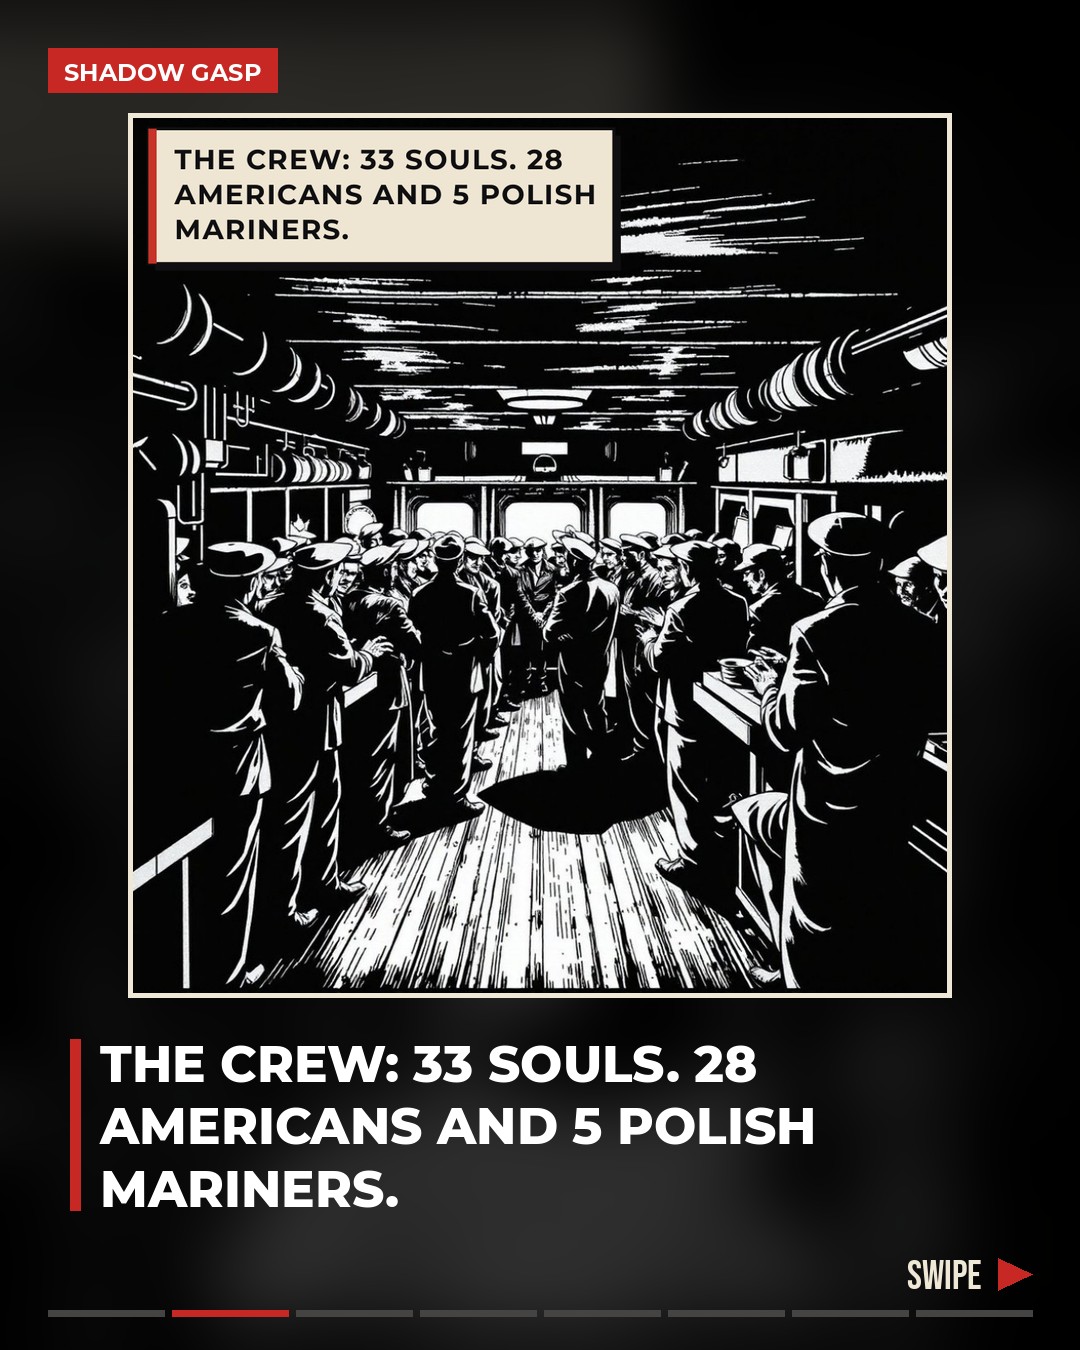 SHADOW GASP
THE CREW: 33 SOULS. 28
AMERICANS AND 5 POLISH
MARINERS.
THE CREW: 33 SOULS. 28
AMERICANS AND 5 POLISH
MARINERS.
SWIPE